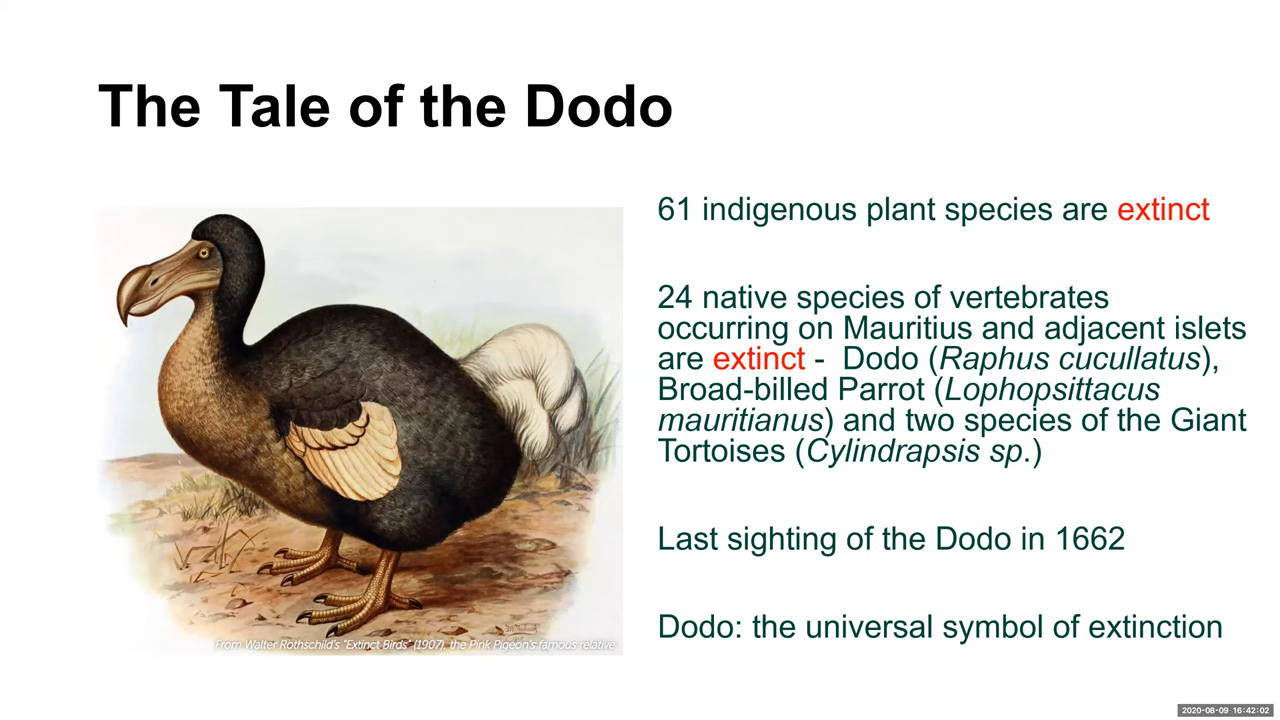 The Tale of the Dodo
61 indigenous plant species are extinct
24 native species of vertebrates
occurring on Mauritius and adjacent islets
are extinct - Dodo (Raphus cucullatus),
Broad-billed Parrot (Lophopsittacus
mauritianus) and two species of the Giant
Tortoises (Cylindrapsis sp.)
Last sighting of the Dodo in 1662
Dodo: the universal symbol of extinction
From Walter Rothschild's "Extinct Birds" (1907), the Pink Pigeon's famous relative
2020-08-09 16:42:02